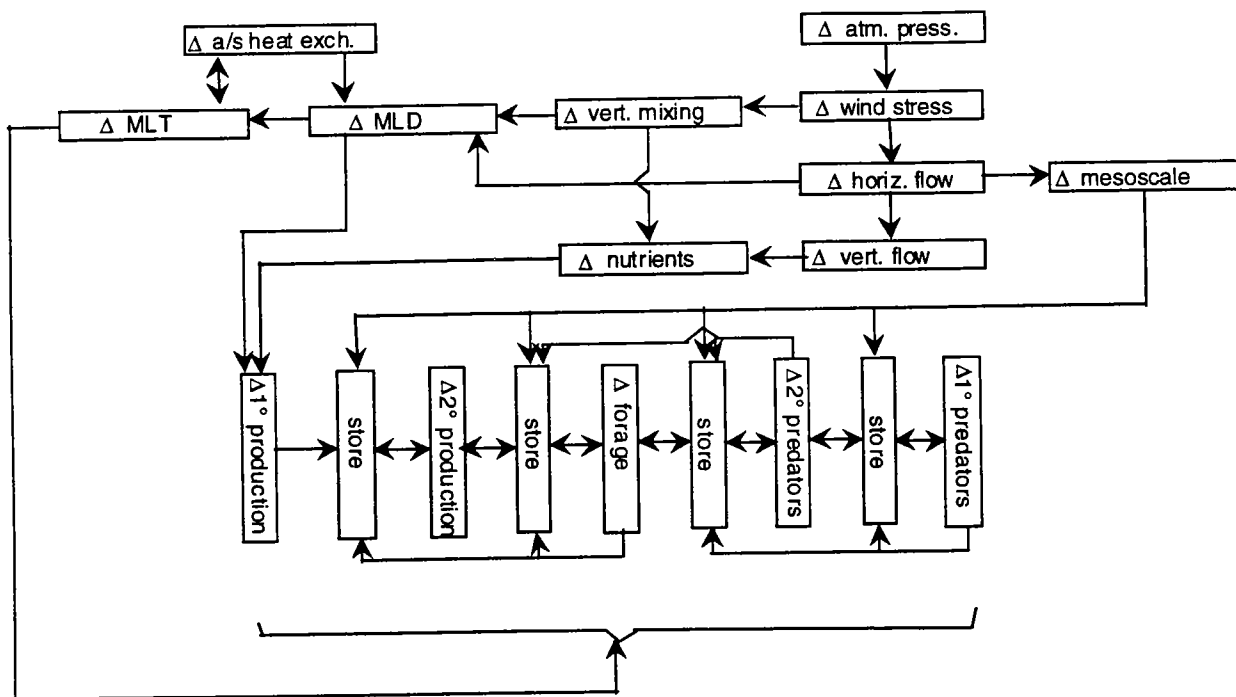 Δ a/s heat exch.
Δ atm. press.
Δ MLT
Δ MLD
Δ vert. mixing
Δ wind stress
Δ horiz. flow
Δ mesoscale
Δ nutrients
Δ vert. flow
Δ1° production
store
Δ2° production
store
Δ forage
store
Δ2° predators
store
Δ1° predators